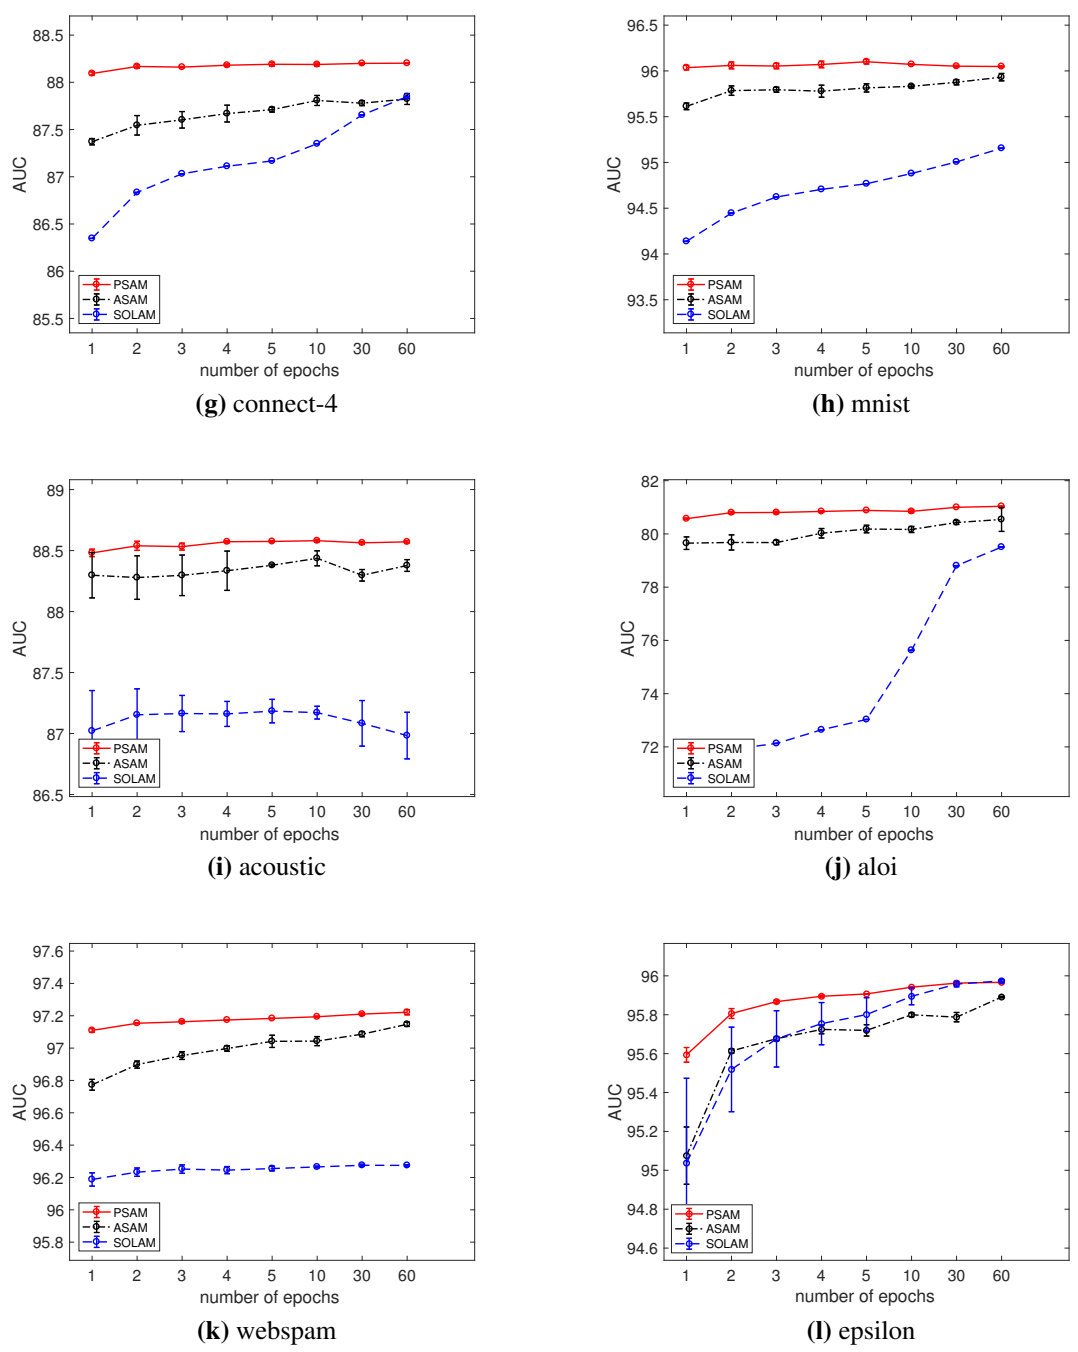 88.5
88
87.5
87
86.5
86
85.5
AUC
PSAM
ASAM
SOLAM
1 2 3 4 5 10 30 60
number of epochs
(g) connect-4
96.5
96
95.5
95
94.5
94
93.5
AUC
PSAM
ASAM
SOLAM
1 2 3 4 5 10 30 60
number of epochs
(h) mnist
89
88.5
88
87.5
87
86.5
AUC
PSAM
ASAM
SOLAM
1 2 3 4 5 10 30 60
number of epochs
(i) acoustic
82
80
78
76
74
72
AUC
PSAM
ASAM
SOLAM
1 2 3 4 5 10 30 60
number of epochs
(j) aloi
97.6
97.4
97.2
97
96.8
96.6
96.4
96.2
96
95.8
AUC
PSAM
ASAM
SOLAM
1 2 3 4 5 10 30 60
number of epochs
(k) webspam
96
95.8
95.6
95.4
95.2
95
94.8
94.6
AUC
PSAM
ASAM
SOLAM
1 2 3 4 5 10 30 60
number of epochs
(l) epsilon